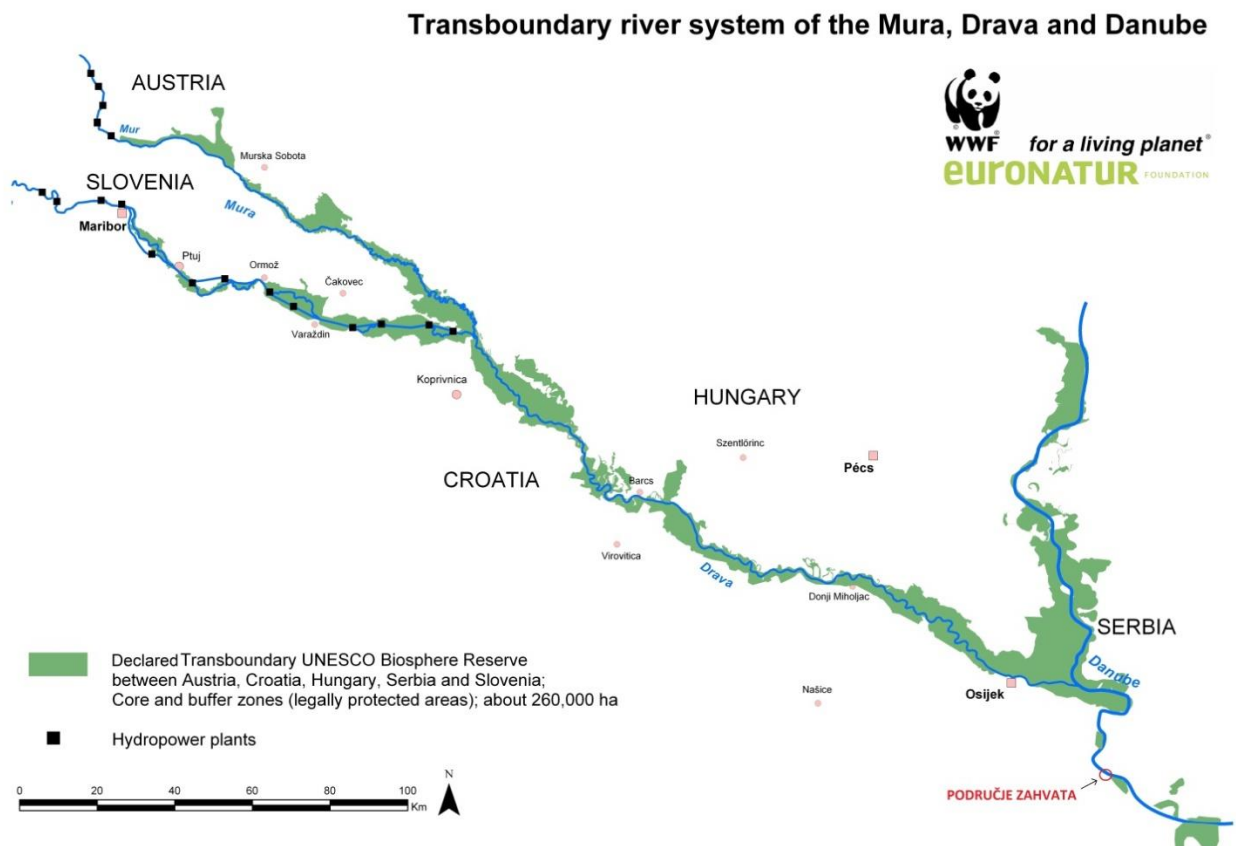 Transboundary river system of the Mura, Drava and Danube
WWF
for a living planet®
euronatur FOUNDATION
AUSTRIA
Mur
Murska Sobota
SLOVENIA
Mura
Maribor
Ptuj
Ormož
Čakovec
Varaždin
Koprivnica
HUNGARY
Szentlőrinc
Pécs
CROATIA
Barcs
Virovitica
Drava
Donji Miholjac
SERBIA
Danube
Osijek
Našice
PODRUČJE ZAHVATA
Declared Transboundary UNESCO Biosphere Reserve
between Austria, Croatia, Hungary, Serbia and Slovenia;
Core and buffer zones (legally protected areas); about 260,000 ha
Hydropower plants
0 20 40 60 80 100
Km
N